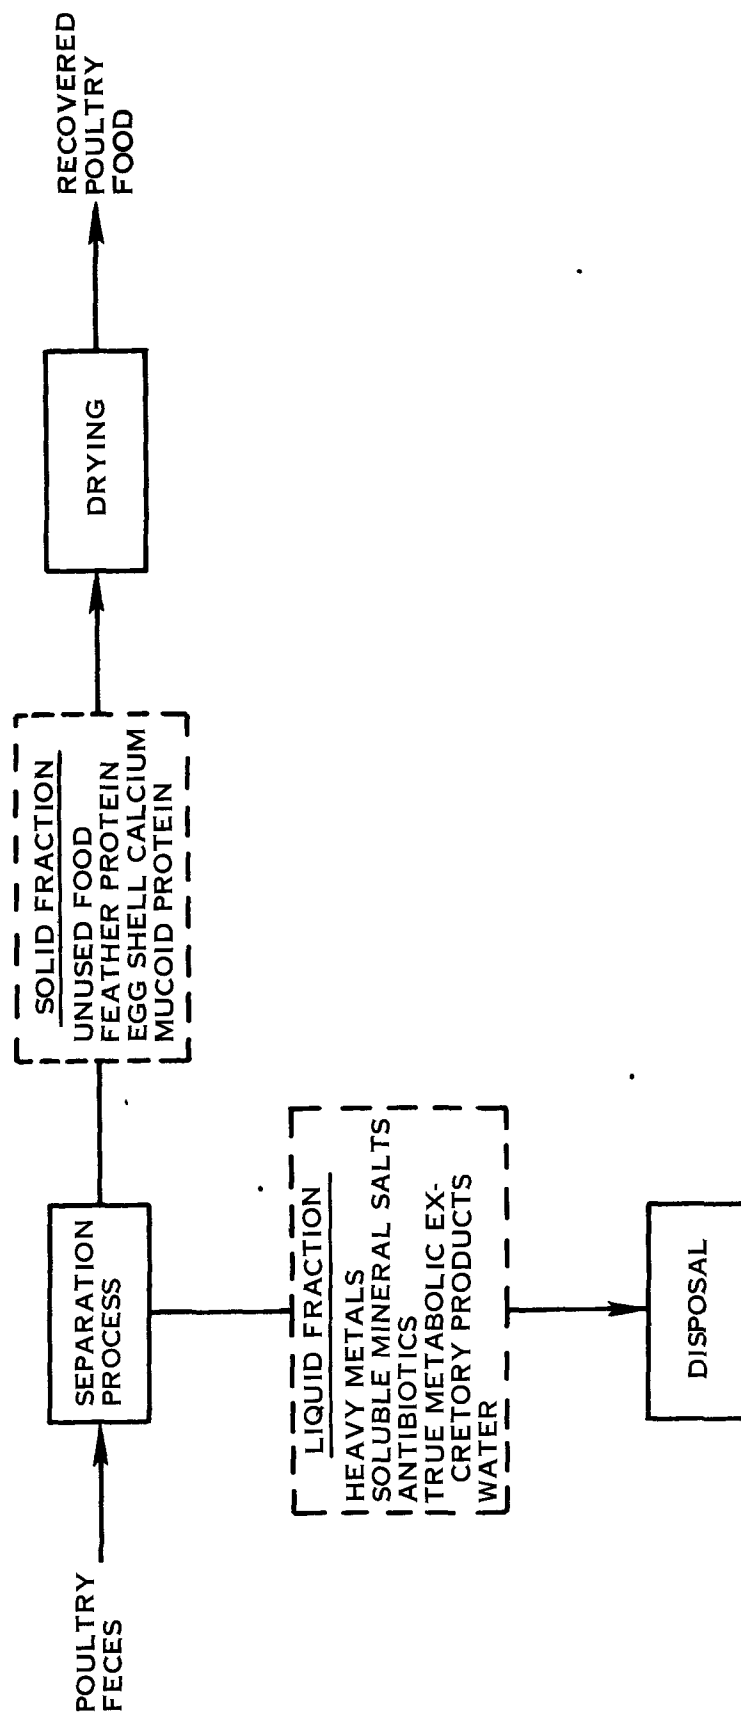 POULTRY
FECES
SEPARATION
PROCESS
SOLID FRACTION
UNUSED FOOD
FEATHER PROTEIN
EGG SHELL CALCIUM
MUCOID PROTEIN
DRYING
RECOVERED
POULTRY
FOOD
LIQUID FRACTION
HEAVY METALS
SOLUBLE MINERAL SALTS
ANTIBIOTICS
TRUE METABOLIC EX-
CRETORY PRODUCTS
WATER
DISPOSAL